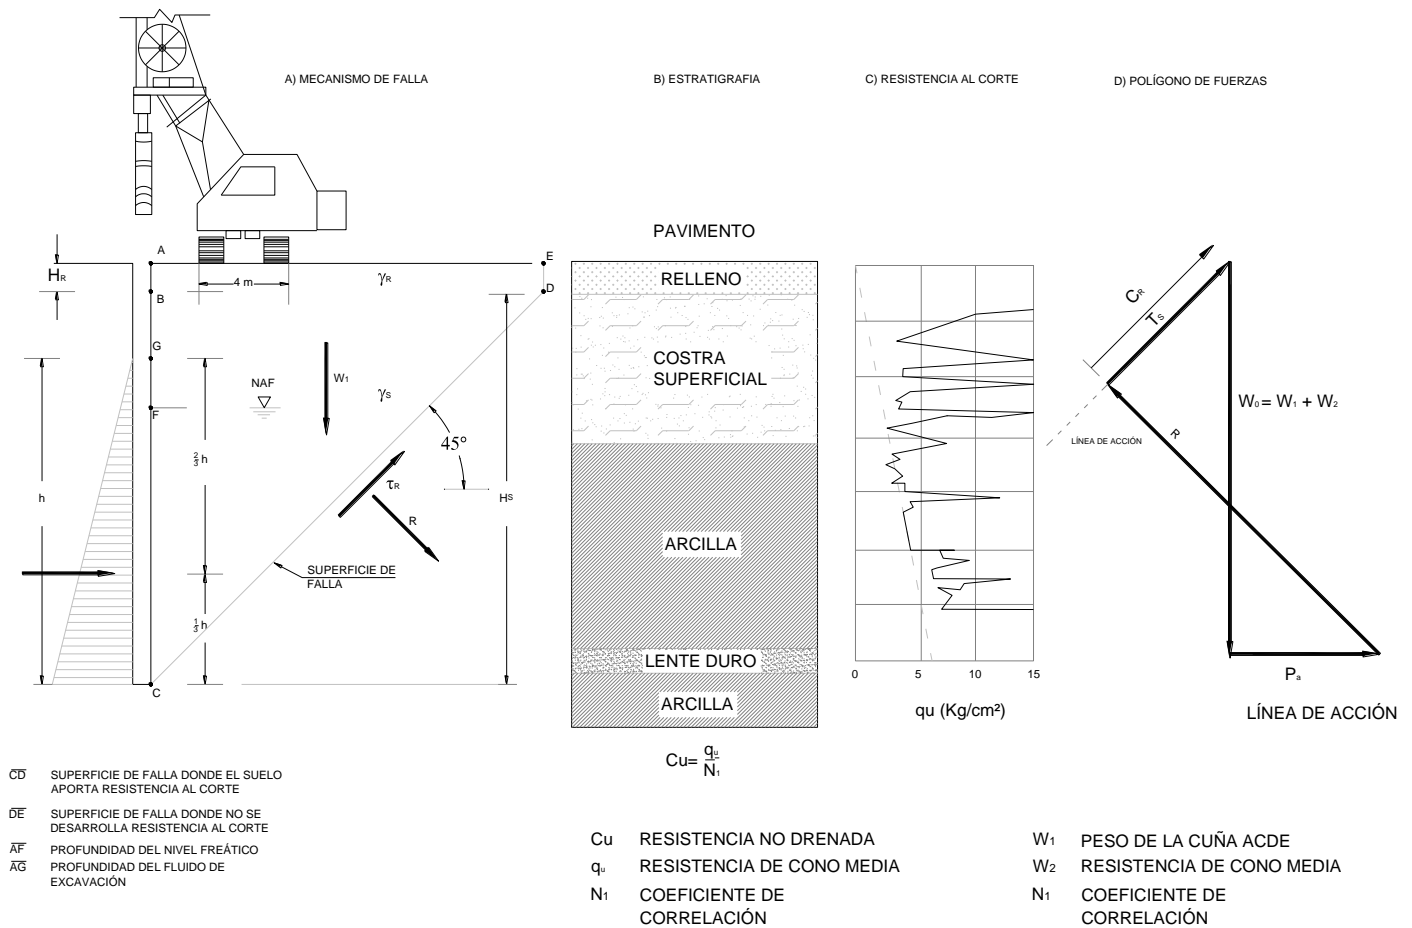 A) MECANISMO DE FALLA
B) ESTRATIGRAFIA
C) RESISTENCIA AL CORTE
D) POLÍGONO DE FUERZAS
A
E
HR
4 m
γR
B
D
G
W1
NAF
γS
F
45°
2/3 h
h
τR
HS
R
SUPERFICIE DE
FALLA
1/3 h
C
PAVIMENTO
RELLENO
COSTRA
SUPERFICIAL
ARCILLA
LENTE DURO
ARCILLA
Cu= qu/N1
0 5 10 15
qu (Kg/cm²)
CR
TS
W0= W1 + W2
LÍNEA DE ACCIÓN
R
Pa
LÍNEA DE ACCIÓN
CD SUPERFICIE DE FALLA DONDE EL SUELO
APORTA RESISTENCIA AL CORTE
DE SUPERFICIE DE FALLA DONDE NO SE
DESARROLLA RESISTENCIA AL CORTE
AF PROFUNDIDAD DEL NIVEL FREÁTICO
AG PROFUNDIDAD DEL FLUIDO DE
EXCAVACIÓN
Cu RESISTENCIA NO DRENADA
qu RESISTENCIA DE CONO MEDIA
N1 COEFICIENTE DE
CORRELACIÓN
W1 PESO DE LA CUÑA ACDE
W2 RESISTENCIA DE CONO MEDIA
N1 COEFICIENTE DE
CORRELACIÓN